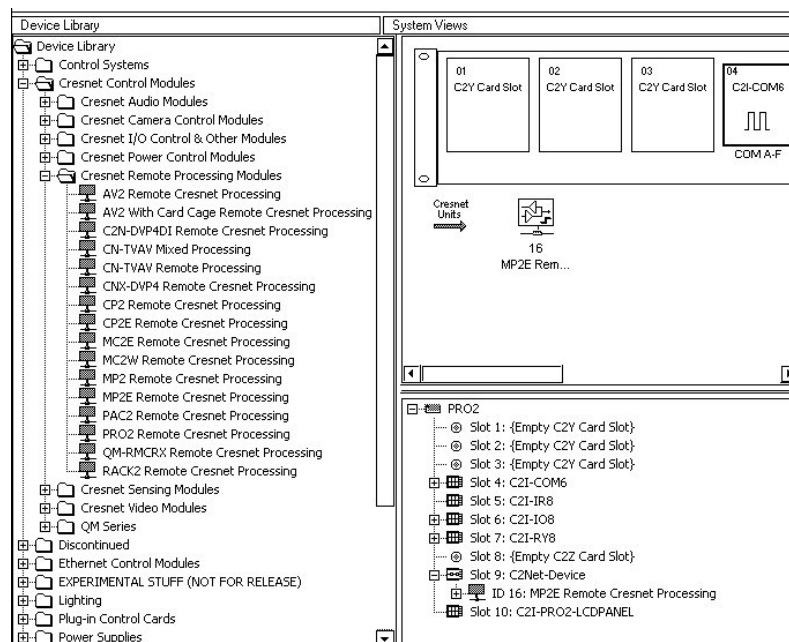 Device Library
Device Library
Control Systems
Cresnet Control Modules
Cresnet Audio Modules
Cresnet Camera Control Modules
Cresnet I/O Control & Other Modules
Cresnet Power Control Modules
Cresnet Remote Processing Modules
AV2 Remote Cresnet Processing
AV2 With Card Cage Remote Cresnet Processing
C2N-DVP4DI Remote Cresnet Processing
CN-TVAV Mixed Processing
CN-TVAV Remote Processing
CNX-DVP4 Remote Cresnet Processing
CP2 Remote Cresnet Processing
CP2E Remote Cresnet Processing
MC2E Remote Cresnet Processing
MC2W Remote Cresnet Processing
MP2 Remote Cresnet Processing
MP2E Remote Cresnet Processing
PAC2 Remote Cresnet Processing
PRO2 Remote Cresnet Processing
QM-RMCRX Remote Cresnet Processing
RACK2 Remote Cresnet Processing
Cresnet Sensing Modules
Cresnet Video Modules
QM Series
Discontinued
Ethernet Control Modules
EXPERIMENTAL STUFF (NOT FOR RELEASE)
Lighting
Plug-in Control Cards
Power Supplies
System Views
01
C2Y Card Slot
02
C2Y Card Slot
03
C2Y Card Slot
04
C2I-COM6
COM A-F
Cresnet
Units
16
MP2E Rem...
PRO2
Slot 1: {Empty C2Y Card Slot}
Slot 2: {Empty C2Y Card Slot}
Slot 3: {Empty C2Y Card Slot}
Slot 4: C2I-COM6
Slot 5: C2I-IR8
Slot 6: C2I-IO8
Slot 7: C2I-RY8
Slot 8: {Empty C2Z Card Slot}
Slot 9: C2Net-Device
ID 16: MP2E Remote Cresnet Processing
Slot 10: C2I-PRO2-LCDPANEL